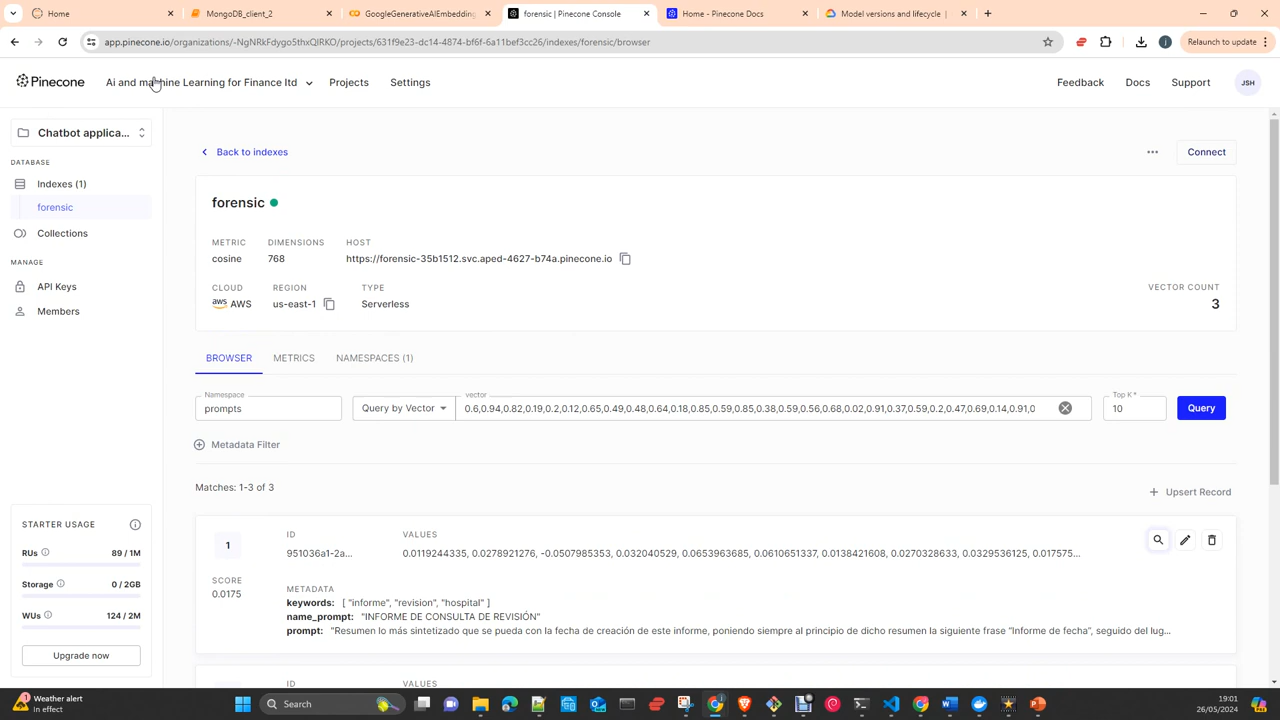 Home
MongoDB_client_2
GoogleGenerativeAIEmbedding
forensic | Pinecone Console
Home - Pinecone Docs
Model versions and lifecycle |
app.pinecone.io/organizations/-NgNRkFdygo5thxQIRKO/projects/631f9e23-dc14-4874-bf6f-6a11bef3cc26/indexes/forensic/browser
Relaunch to update
Pinecone
Ai and machine Learning for Finance ltd
Projects
Settings
Feedback
Docs
Support
JSH
Chatbot applica...
DATABASE
Indexes (1)
forensic
Collections
MANAGE
API Keys
Members
Back to indexes
Connect
forensic
METRIC DIMENSIONS HOST
cosine 768 https://forensic-35b1512.svc.aped-4627-b74a.pinecone.io
CLOUD REGION TYPE
aws AWS us-east-1 Serverless
VECTOR COUNT
3
BROWSER METRICS NAMESPACES (1)
Namespace
prompts
Query by Vector
vector
0.6,0.94,0.82,0.19,0.2,0.12,0.65,0.49,0.48,0.64,0.18,0.85,0.59,0.85,0.38,0.59,0.56,0.68,0.02,0.91,0.37,0.59,0.2,0.47,0.69,0.14,0.91,0
Top K*
10
Query
Metadata Filter
Matches: 1-3 of 3
Upsert Record
1
ID VALUES
951036a1-2a... 0.0119244335, 0.0278921276, -0.0507985353, 0.032040529, 0.0653963685, 0.0610651337, 0.0138421608, 0.0270328633, 0.0329536125, 0.017575...
SCORE
0.0175
METADATA
keywords: [ "informe", "revision", "hospital" ]
name_prompt: "INFORME DE CONSULTA DE REVISIÓN"
prompt: "Resumen lo más sintetizado que se pueda con la fecha de creación de este informe, poniendo siempre al principio de dicho resumen la siguiente frase "Informe de fecha", seguido del lug...
ID VALUES
STARTER USAGE
RUs 89 / 1M
Storage 0 / 2GB
WUs 124 / 2M
Upgrade now
1
Weather alert
In effect
Search
19:01
26/05/2024